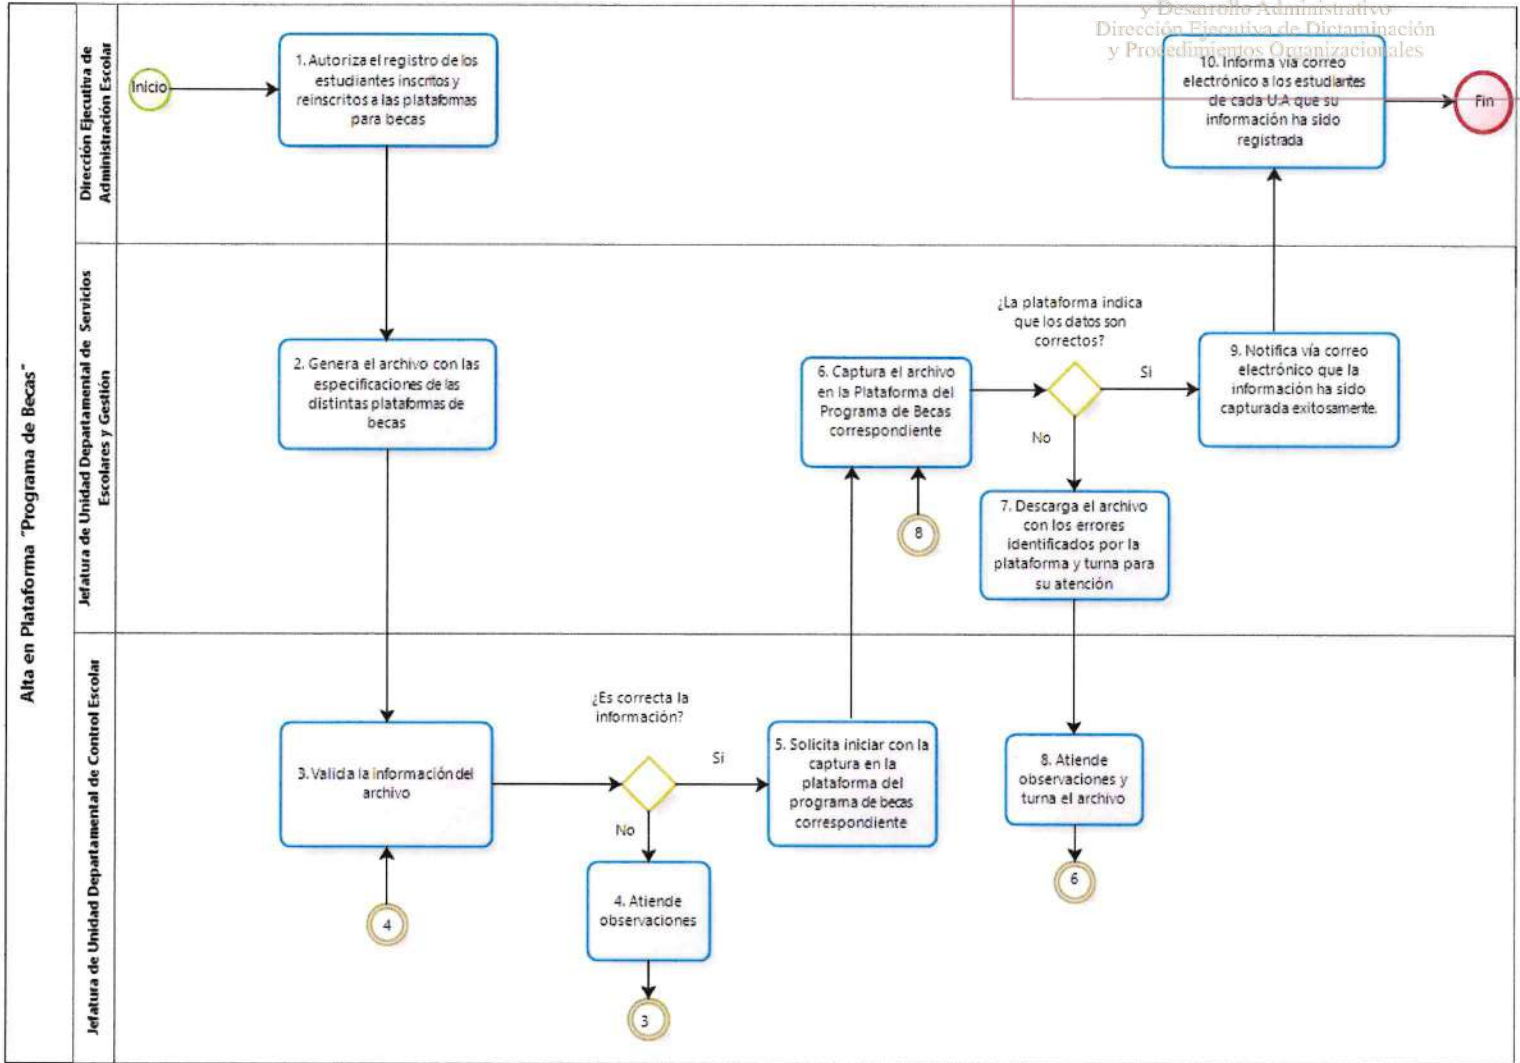 y Desarrollo Administrativo
Dirección Ejecutiva de Dictaminación
y Procedimientos Organizacionales
Alta en Plataforma "Programa de Becas"
Dirección Ejecutiva de
Administración Escolar
Inicio
1. Autoriza el registro de los
estudiantes inscritos y
reinscritos a las plataformas
para becas
10. Informa vía correo
electrónico a los estudiantes
de cada U.A que su
información ha sido
registrada
Fin
Jefatura de Unidad Departamental de Servicios
Escolares y Gestión
2. Genera el archivo con las
especificaciones de las
distintas plataformas de
becas
6. Captura el archivo
en la Plataforma del
Programa de Becas
correspondiente
8
¿La plataforma indica
que los datos son
correctos?
Si
No
9. Notifica vía correo
electrónico que la
información ha sido
capturada exitosamente.
7. Descarga el archivo
con los errores
identificados por la
plataforma y turna para
su atención
Jefatura de Unidad Departamental de Control Escolar
3. Valida la información del
archivo
4
¿Es correcta la
información?
Si
No
4. Atiende
observaciones
3
5. Solicita iniciar con la
captura en la
plataforma del
programa de becas
correspondiente
8. Atiende
observaciones y
turna el archivo
6